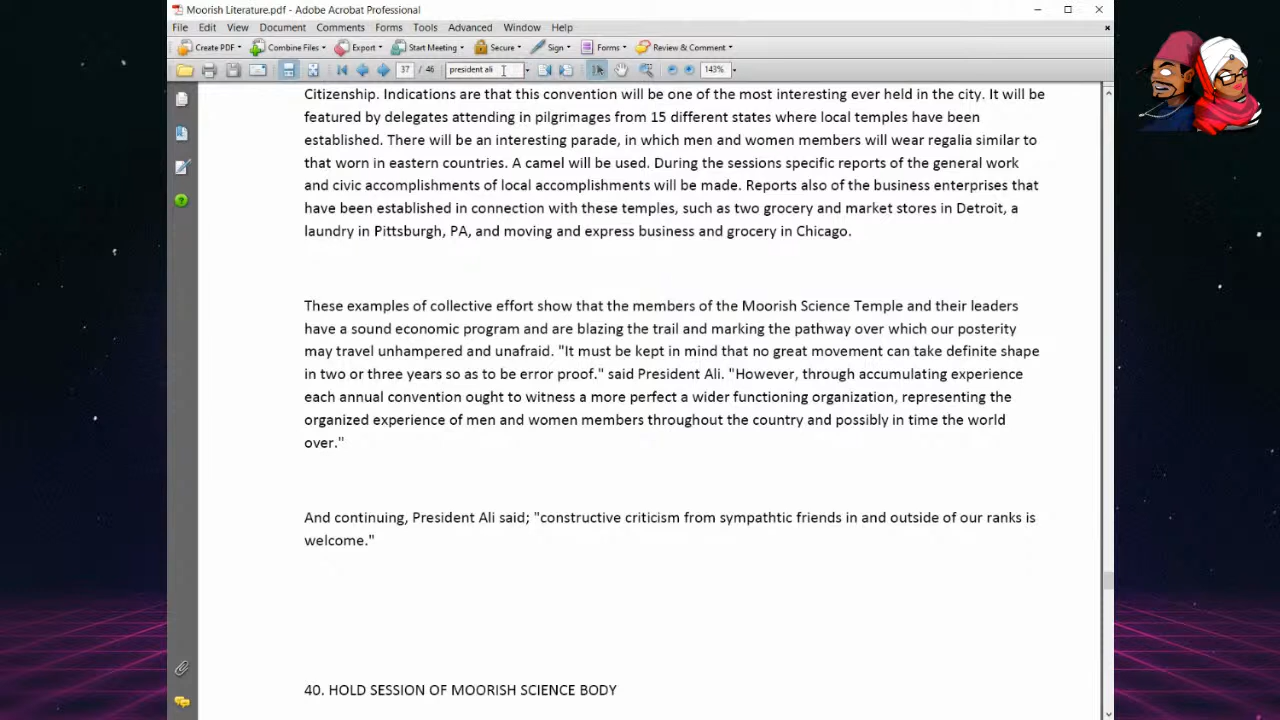 Moorish Literature.pdf - Adobe Acrobat Professional
File Edit View Document Comments Forms Tools Advanced Window Help
Create PDF Combine Files Export Start Meeting Secure Sign Forms Review & Comment
37 / 46 president ali 143%
Citizenship. Indications are that this convention will be one of the most interesting ever held in the city. It will be
featured by delegates attending in pilgrimages from 15 different states where local temples have been
established. There will be an interesting parade, in which men and women members will wear regalia similar to
that worn in eastern countries. A camel will be used. During the sessions specific reports of the general work
and civic accomplishments of local accomplishments will be made. Reports also of the business enterprises that
have been established in connection with these temples, such as two grocery and market stores in Detroit, a
laundry in Pittsburgh, PA, and moving and express business and grocery in Chicago.
These examples of collective effort show that the members of the Moorish Science Temple and their leaders
have a sound economic program and are blazing the trail and marking the pathway over which our posterity
may travel unhampered and unafraid. "It must be kept in mind that no great movement can take definite shape
in two or three years so as to be error proof." said President Ali. "However, through accumulating experience
each annual convention ought to witness a more perfect a wider functioning organization, representing the
organized experience of men and women members throughout the country and possibly in time the world
over."
And continuing, President Ali said; "constructive criticism from sympathtic friends in and outside of our ranks is
welcome."
40. HOLD SESSION OF MOORISH SCIENCE BODY